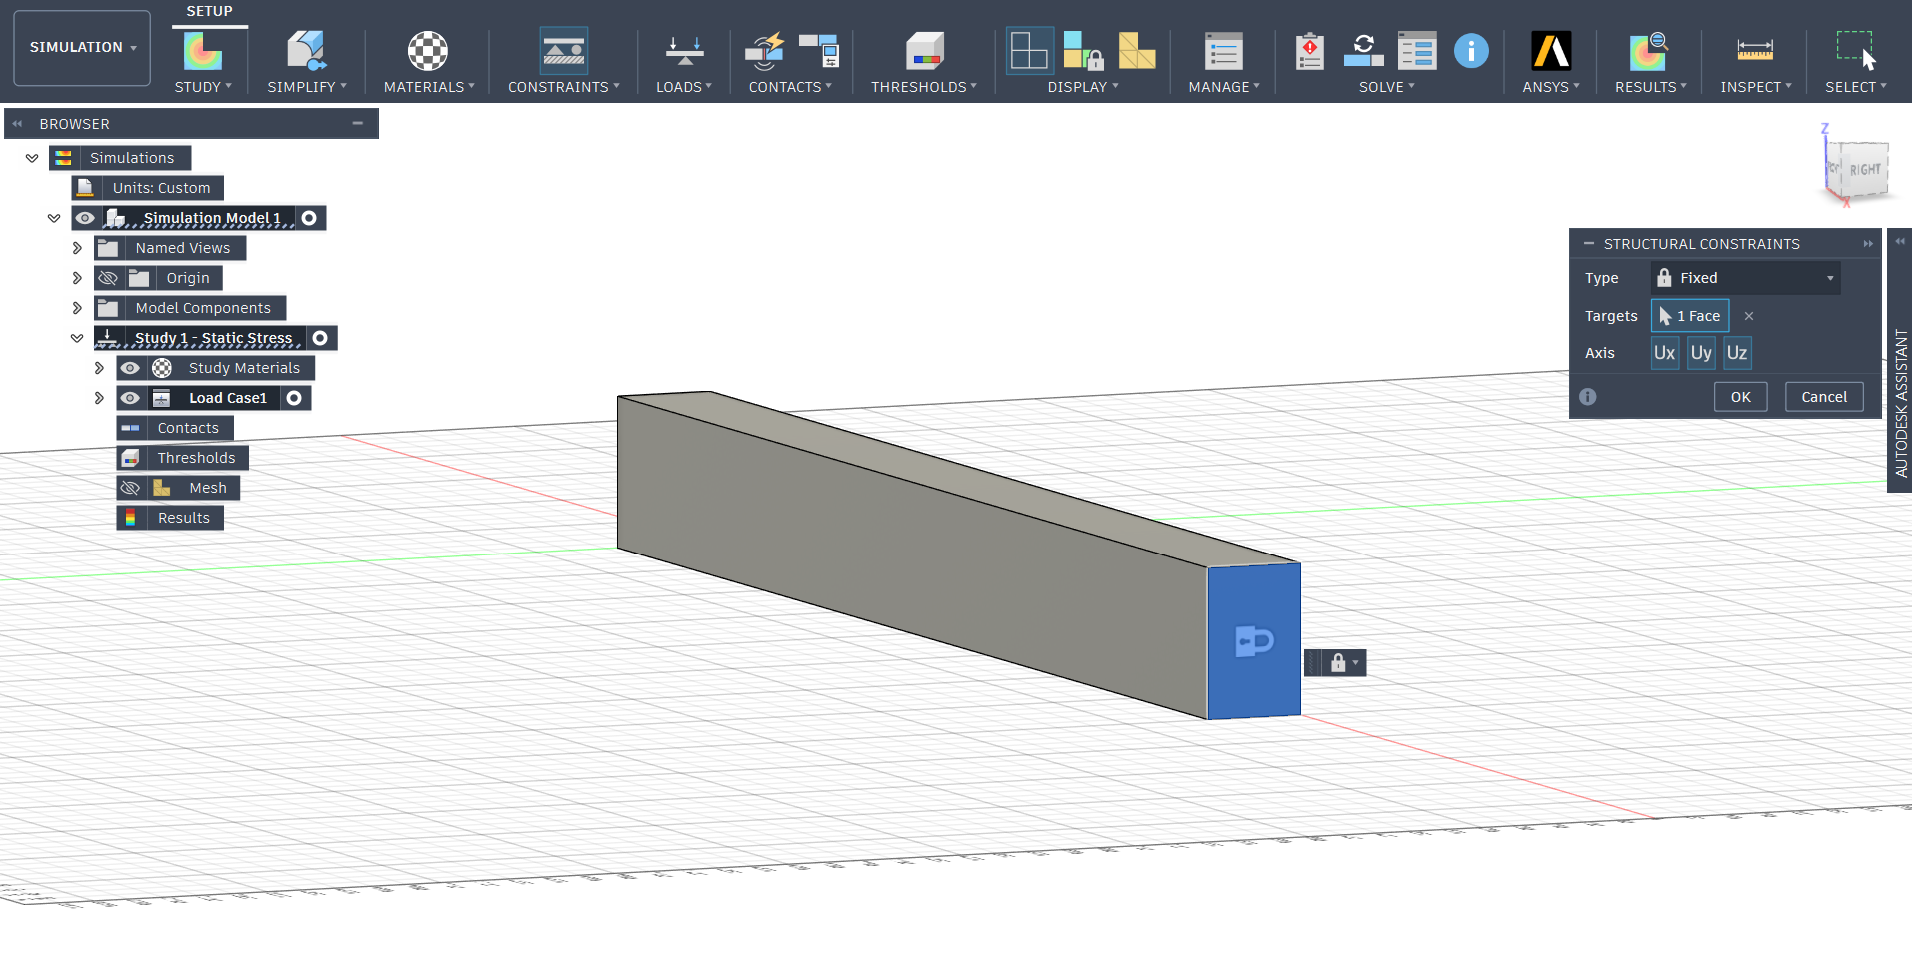 SETUP
SIMULATION
STUDY
SIMPLIFY
MATERIALS
CONSTRAINTS
LOADS
CONTACTS
THRESHOLDS
DISPLAY
MANAGE
SOLVE
ANSYS
RESULTS
INSPECT
SELECT
BROWSER
Simulations
Units: Custom
Simulation Model 1
Named Views
Origin
Model Components
Study 1 - Static Stress
Study Materials
Load Case1
Contacts
Thresholds
Mesh
Results
Z
RIGHT
X
STRUCTURAL CONSTRAINTS
Type Fixed
Targets 1 Face
Axis Ux Uy Uz
OK Cancel
AUTODESK ASSISTANT